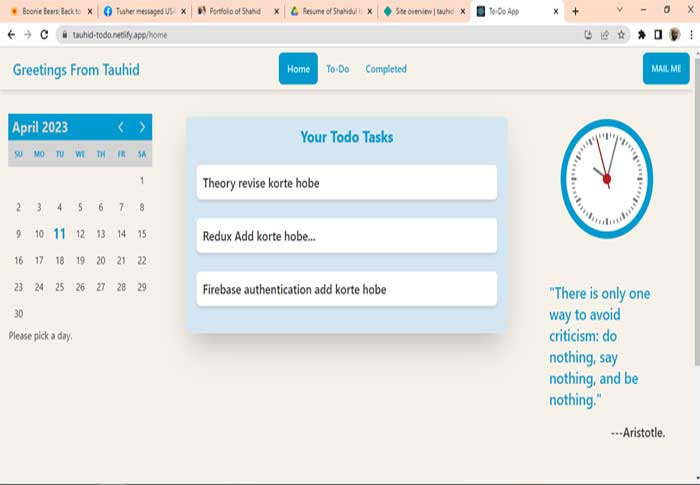 Boonie Bears: Back to
Tusher messaged US-
Portfolio of Shahid
Resume of Shahidul I
Site overview | tauhid-
To-Do App
tauhid-todo.netlify.app/home
Greetings From Tauhid
Home
To-Do
Completed
MAIL ME
April 2023
SU MO TU WE TH FR SA
1
2 3 4 5 6 7 8
9 10 11 12 13 14 15
16 17 18 19 20 21 22
23 24 25 26 27 28 29
30
Please pick a day.
Your Todo Tasks
Theory revise korte hobe
Redux Add korte hobe...
Firebase authentication add korte hobe
"There is only one
way to avoid
criticism: do
nothing, say
nothing, and be
nothing."
---Aristotle.